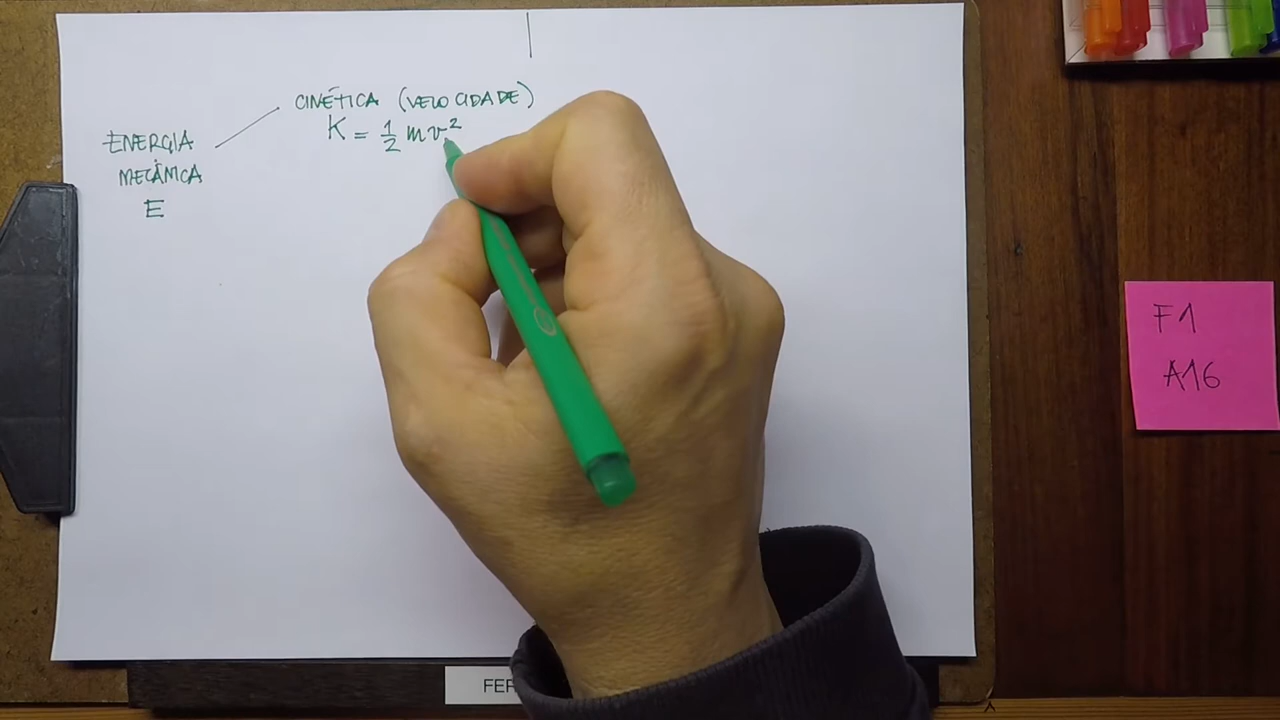 CINÉTICA (VELOCIDADE)
K = 1/2 mv²
ENERGIA
MECÂNICA
E
F1
A16